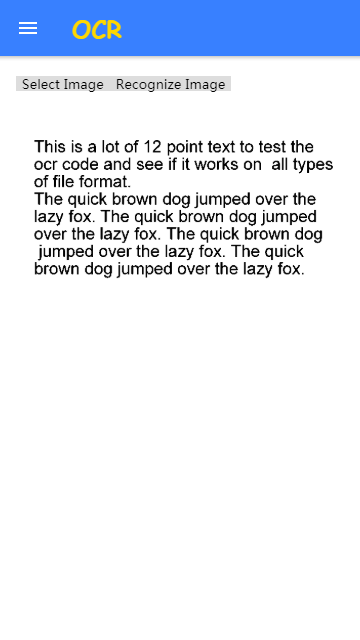 OCR
Select Image Recognize Image
This is a lot of 12 point text to test the
ocr code and see if it works on  all types
of file format.
The quick brown dog jumped over the
lazy fox. The quick brown dog jumped
over the lazy fox. The quick brown dog
jumped over the lazy fox. The quick
brown dog jumped over the lazy fox.